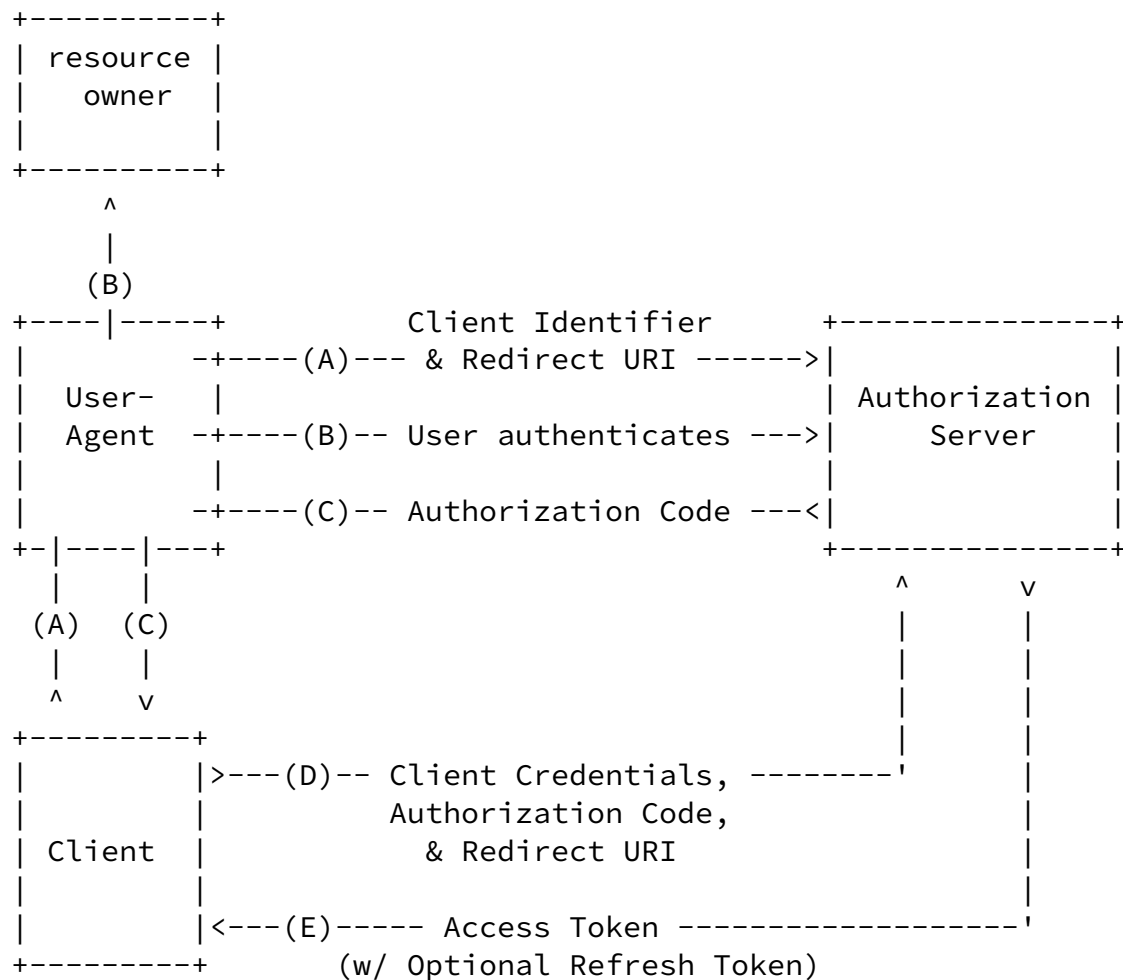 +----------+
| resource |
|   owner  |
|          |
+----------+
     ^
     |
    (B)
+----|-----+          Client Identifier      +---------------+
|         -+----(A)--- & Redirect URI ------>|               |
|  User-   |                                 | Authorization |
|  Agent  -+----(B)-- User authenticates --->|     Server    |
|          |                                 |               |
|         -+----(C)-- Authorization Code ---<|               |
+-|----|---+                                 +---------------+
  |    |                                         ^      v
 (A)  (C)                                        |      |
  |    |                                         |      |
  ^    v                                         |      |
+---------+                                      |      |
|         |>---(D)-- Client Credentials, --------'      |
|         |          Authorization Code,                |
| Client  |            & Redirect URI                   |
|         |                                             |
|         |<---(E)----- Access Token -------------------'
+---------+       (w/ Optional Refresh Token)